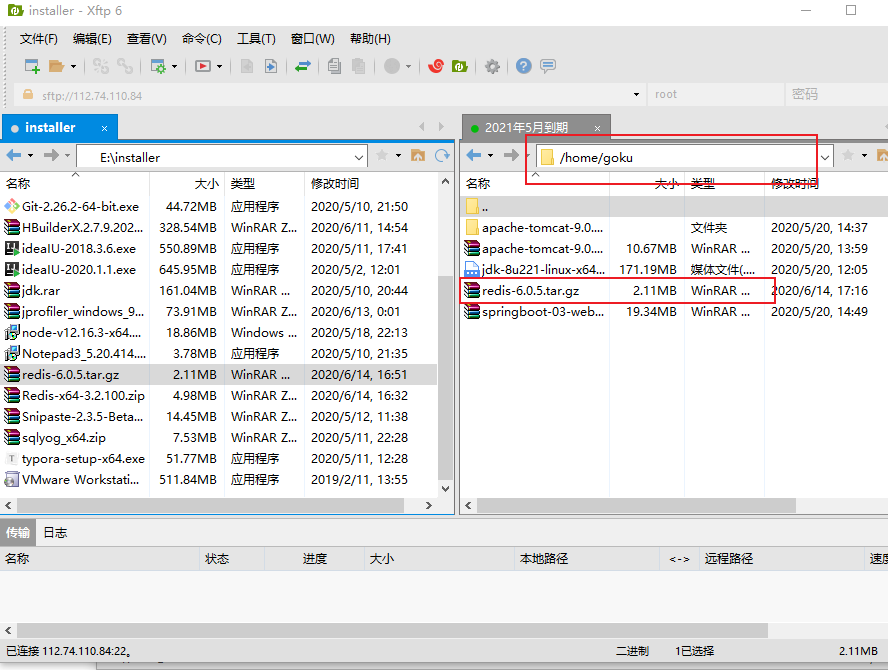 installer - Xftp 6
文件(F) 编辑(E) 查看(V) 命令(C) 工具(T) 窗口(W) 帮助(H)
sftp://112.74.110.84 root 密码
installer × 2021年5月到期 ×
E:\installer /home/goku
名称 大小 类型 修改时间 名称 大小 类型 修改时间
Git-2.26.2-64-bit.exe 44.72MB 应用程序 2020/5/10, 21:50 ..
HBuilderX.2.7.9.202... 328.54MB WinRAR Z... 2020/6/11, 14:54 apache-tomcat-9.0.... 文件夹 2020/5/20, 14:37
ideaIU-2018.3.6.exe 550.89MB 应用程序 2020/5/11, 17:41 apache-tomcat-9.0.... 10.67MB WinRAR ... 2020/5/20, 13:59
ideaIU-2020.1.1.exe 645.95MB 应用程序 2020/5/2, 12:01 jdk-8u221-linux-x64... 171.19MB 媒体文件(.... 2020/5/20, 12:05
jdk.rar 161.04MB WinRAR ... 2020/5/10, 20:44 redis-6.0.5.tar.gz 2.11MB WinRAR ... 2020/6/14, 17:16
jprofiler_windows_9... 73.91MB WinRAR Z... 2020/6/13, 0:01 springboot-03-web... 19.34MB WinRAR ... 2020/5/20, 14:49
node-v12.16.3-x64.... 18.86MB Windows ... 2020/5/18, 22:13
Notepad3_5.20.414.... 3.78MB 应用程序 2020/5/10, 21:35
redis-6.0.5.tar.gz 2.11MB WinRAR ... 2020/6/14, 16:51
Redis-x64-3.2.100.zip 4.98MB WinRAR Z... 2020/6/14, 16:32
Snipaste-2.3.5-Beta... 14.45MB WinRAR Z... 2020/5/12, 11:38
sqlyog_x64.zip 7.53MB WinRAR Z... 2020/5/11, 22:28
typora-setup-x64.exe 51.77MB 应用程序 2020/5/11, 12:28
VMware Workstati... 511.84MB 应用程序 2019/2/11, 13:55
传输 日志
名称 状态 进度 大小 本地路径 <-> 远程路径 速度
已连接 112.74.110.84:22。 二进制 1已选择 2.11MB